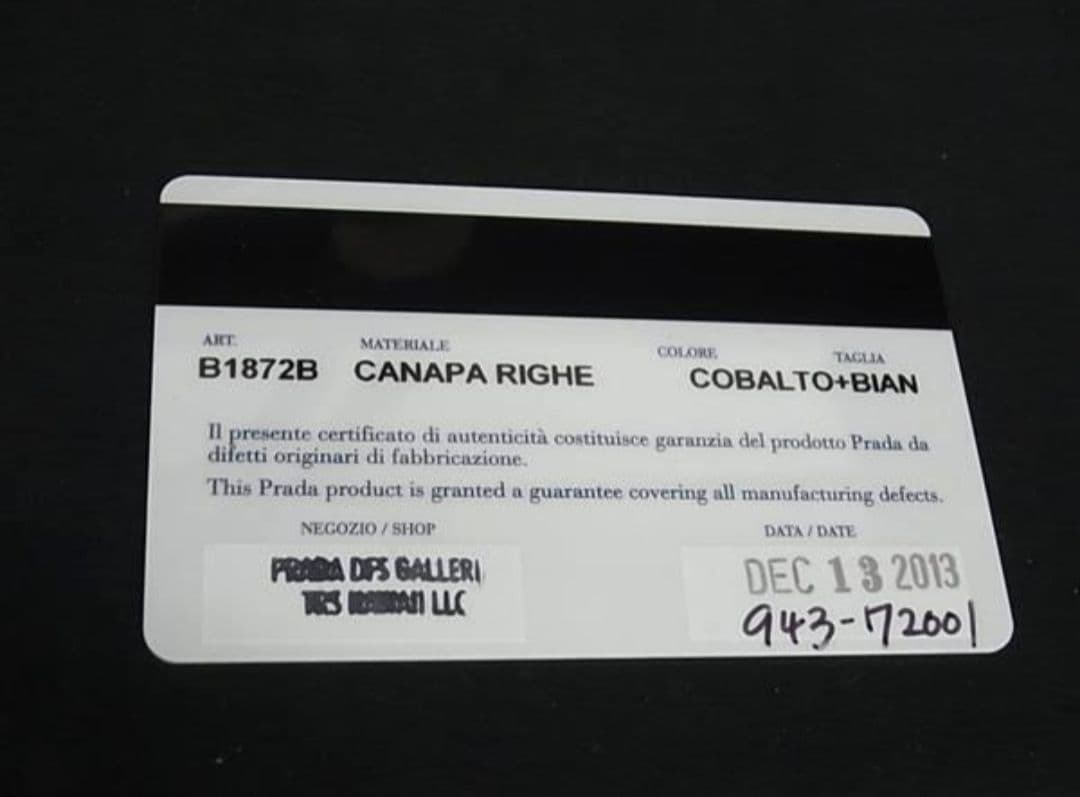 ART. MATERIALE COLORE TAGLIA
B1872B CANAPA RIGHE COBALTO+BIAN
Il presente certificato di autenticità costituisce garanzia del prodotto Prada da
difetti originari di fabbricazione.
This Prada product is granted a guarantee covering all manufacturing defects.
NEGOZIO / SHOP DATA / DATE
PRADA DFS GALLERI DEC 13 2013
LLC 943-72001